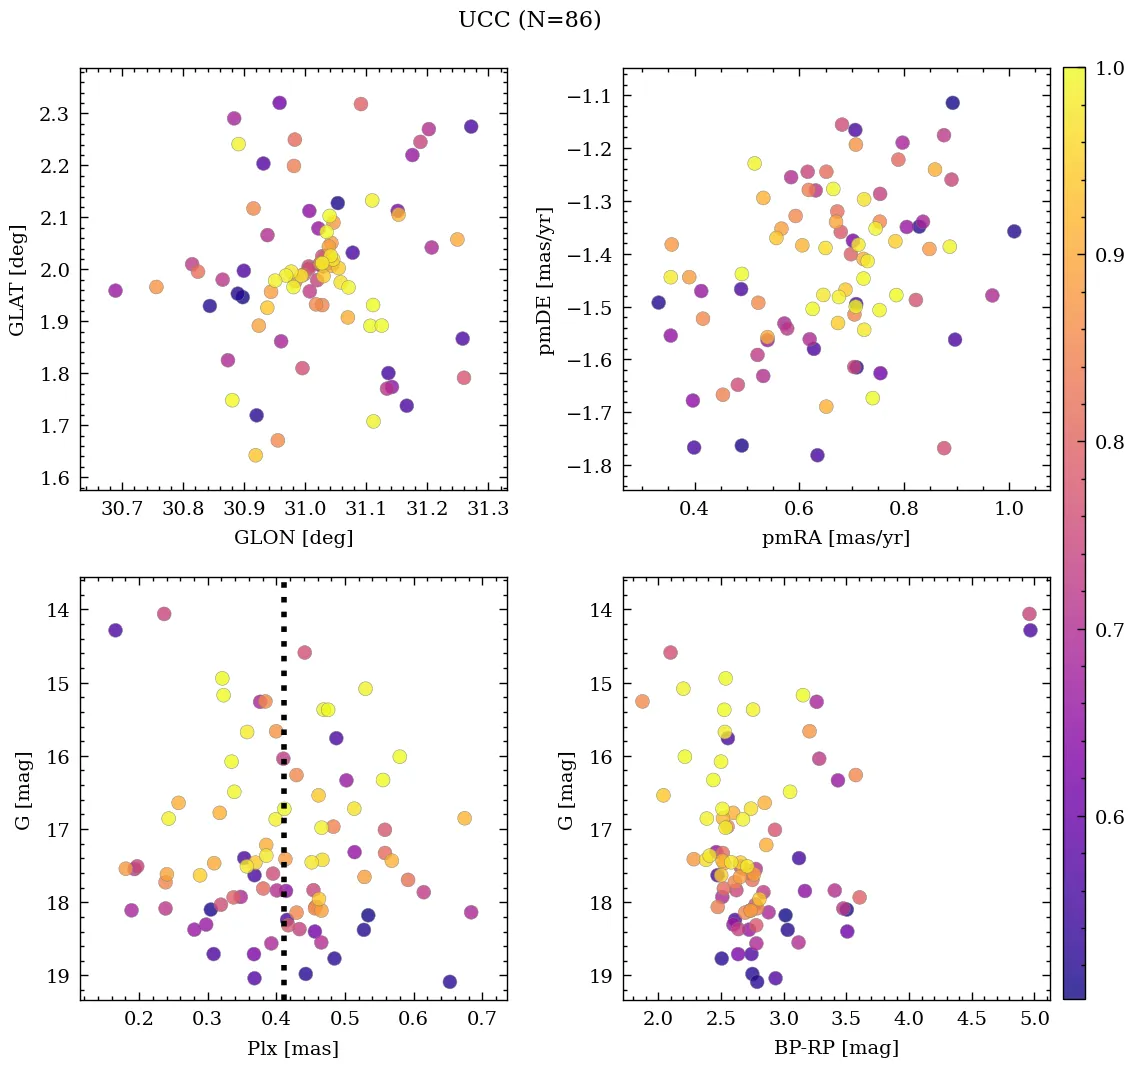 UCC (N=86)
2.3
2.2
2.1
2.0
1.9
1.8
1.7
1.6
GLAT [deg]
30.7 30.8 30.9 31.0 31.1 31.2 31.3
GLON [deg]
−1.1
−1.2
−1.3
−1.4
−1.5
−1.6
−1.7
−1.8
pmDE [mas/yr]
0.4 0.6 0.8 1.0
pmRA [mas/yr]
1.0
0.9
0.8
0.7
0.6
14
15
16
17
18
19
G [mag]
0.2 0.3 0.4 0.5 0.6 0.7
Plx [mas]
14
15
16
17
18
19
G [mag]
2.0 2.5 3.0 3.5 4.0 4.5 5.0
BP-RP [mag]